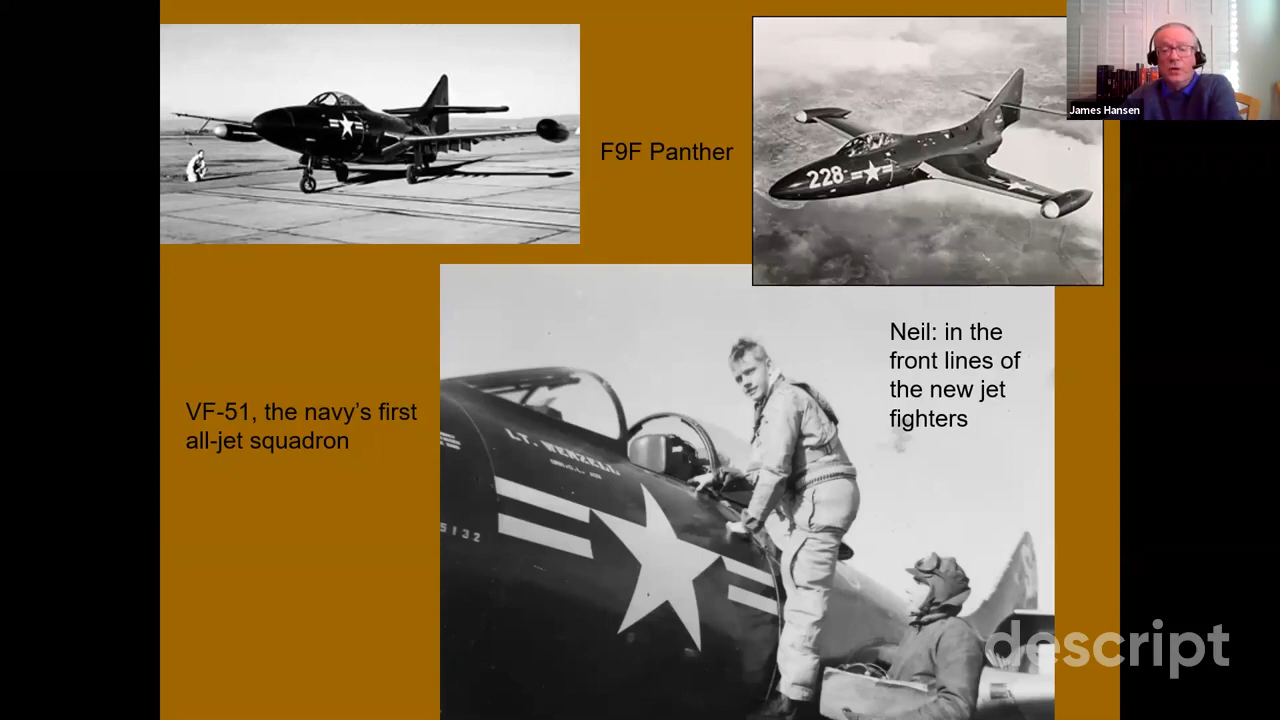 James Hansen
F9F Panther
228
Neil: in the
front lines of
the new jet
fighters
VF-51, the navy's first
all-jet squadron
LT. WENZELL
5132
descript